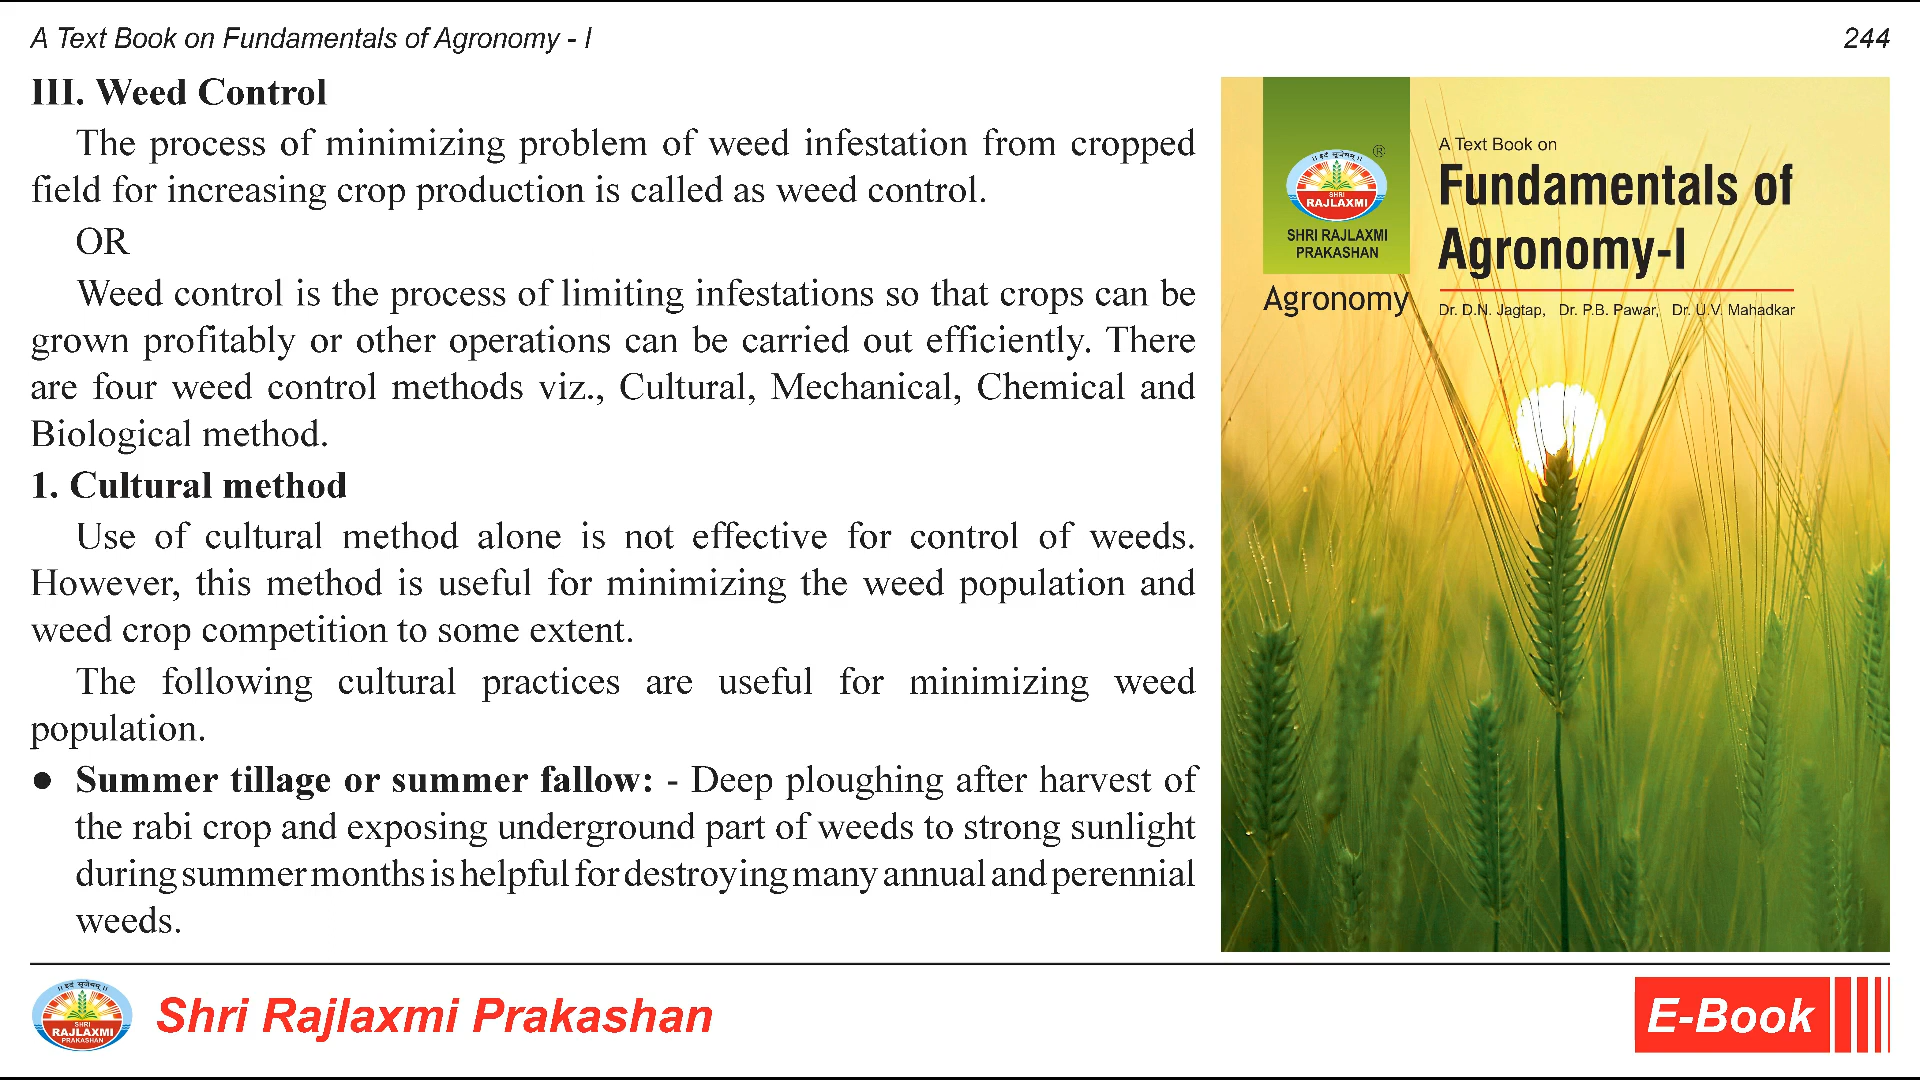 A Text Book on Fundamentals of Agronomy - I
244
III. Weed Control
The process of minimizing problem of weed infestation from cropped
field for increasing crop production is called as weed control.
OR
Weed control is the process of limiting infestations so that crops can be
grown profitably or other operations can be carried out efficiently. There
are four weed control methods viz., Cultural, Mechanical, Chemical and
Biological method.
1. Cultural method
Use of cultural method alone is not effective for control of weeds.
However, this method is useful for minimizing the weed population and
weed crop competition to some extent.
The following cultural practices are useful for minimizing weed
population.
● Summer tillage or summer fallow: - Deep ploughing after harvest of
the rabi crop and exposing underground part of weeds to strong sunlight
during summer months is helpful for destroying many annual and perennial
weeds.
®
SHRI
RAJLAXMI
SHRI RAJLAXMI
PRAKASHAN
Agronomy
A Text Book on
Fundamentals of
Agronomy-I
Dr. D.N. Jagtap, Dr. P.B. Pawar, Dr. U.V. Mahadkar
SHRI
RAJLAXMI
PRAKASHAN
Shri Rajlaxmi Prakashan
E-Book